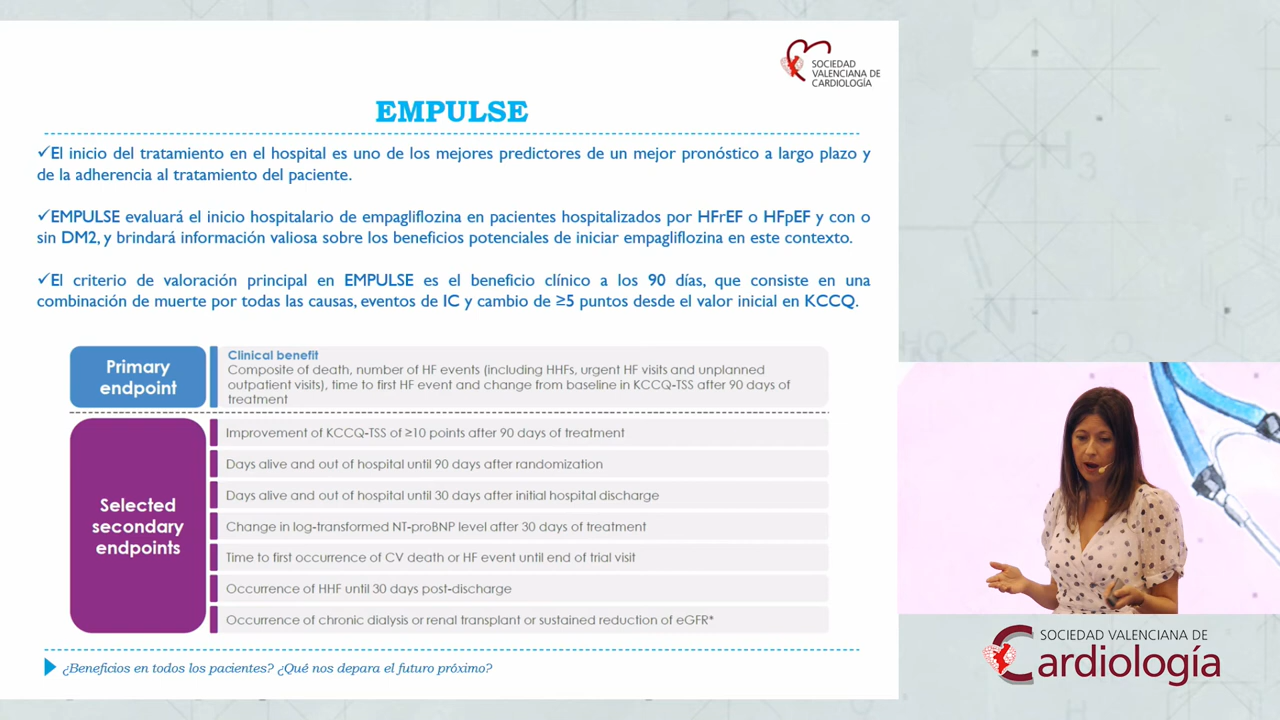 SOCIEDAD
VALENCIANA DE
CARDIOLOGÍA
EMPULSE
✓El inicio del tratamiento en el hospital es uno de los mejores predictores de un mejor pronóstico a largo plazo y
de la adherencia al tratamiento del paciente.
✓EMPULSE evaluará el inicio hospitalario de empagliflozina en pacientes hospitalizados por HFrEF o HFpEF y con o
sin DM2, y brindará información valiosa sobre los beneficios potenciales de iniciar empagliflozina en este contexto.
✓El criterio de valoración principal en EMPULSE es el beneficio clínico a los 90 días, que consiste en una
combinación de muerte por todas las causas, eventos de IC y cambio de ≥5 puntos desde el valor inicial en KCCQ.
Primary
endpoint
Clinical benefit
Composite of death, number of HF events (including HHFs, urgent HF visits and unplanned
outpatient visits), time to first HF event and change from baseline in KCCQ-TSS after 90 days of
treatment
Selected
secondary
endpoints
Improvement of KCCQ-TSS of ≥10 points after 90 days of treatment
Days alive and out of hospital until 90 days after randomization
Days alive and out of hospital until 30 days after initial hospital discharge
Change in log-transformed NT-proBNP level after 30 days of treatment
Time to first occurrence of CV death or HF event until end of trial visit
Occurrence of HHF until 30 days post-discharge
Occurrence of chronic dialysis or renal transplant or sustained reduction of eGFR*
¿Beneficios en todos los pacientes? ¿Qué nos depara el futuro próximo?
CH3
N
HO
SOCIEDAD VALENCIANA DE
Cardiología